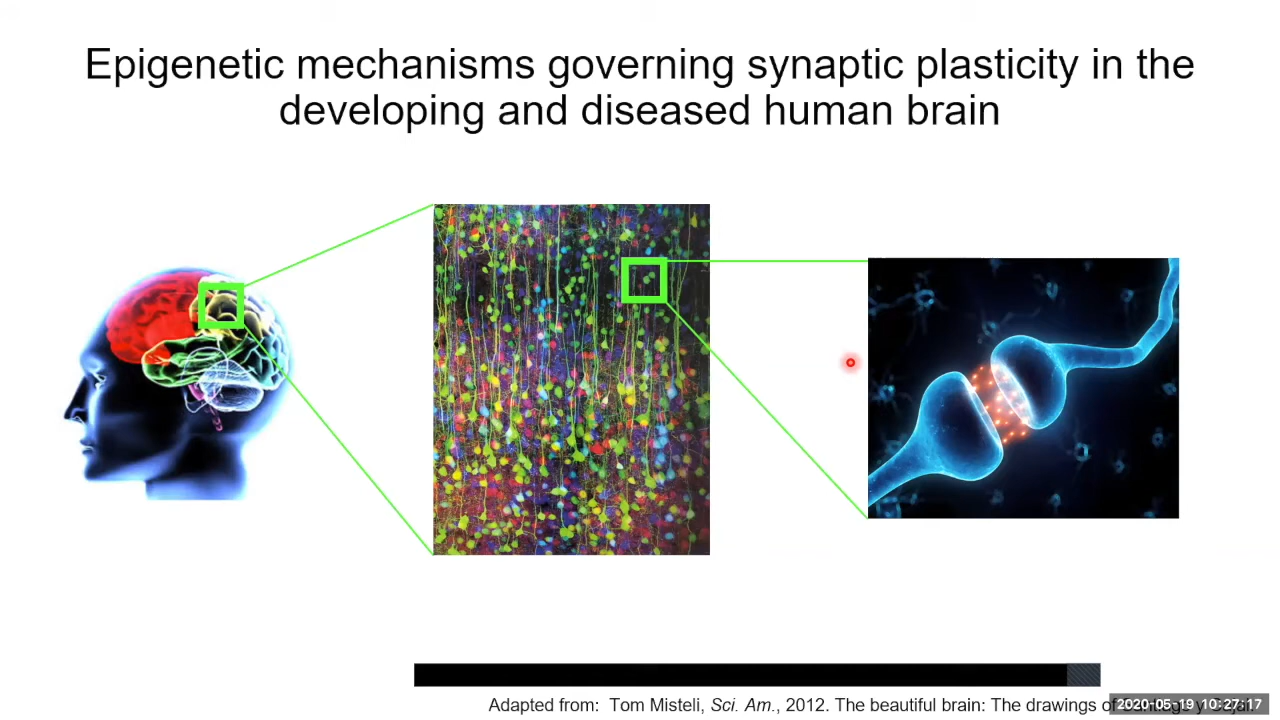 Epigenetic mechanisms governing synaptic plasticity in the
developing and diseased human brain
Adapted from: Tom Misteli, Sci. Am., 2012. The beautiful brain: The drawings of
2020-05-19 10:27:17